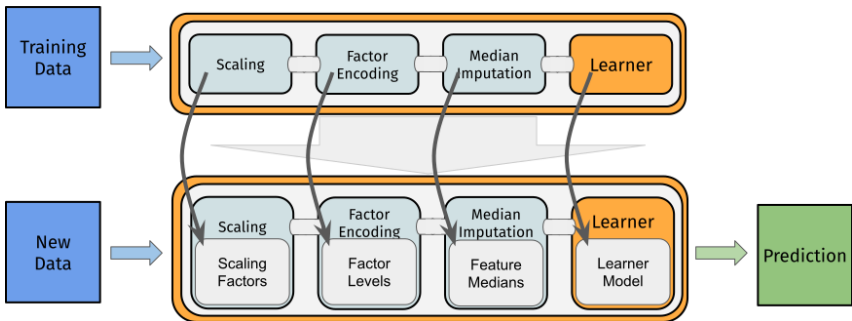 Training
Data
Scaling
Factor
Encoding
Median
Imputation
Learner
New
Data
Scaling
Scaling
Factors
Factor
Encoding
Factor
Levels
Median
Imputation
Feature
Medians
Learner
Learner
Model
Prediction